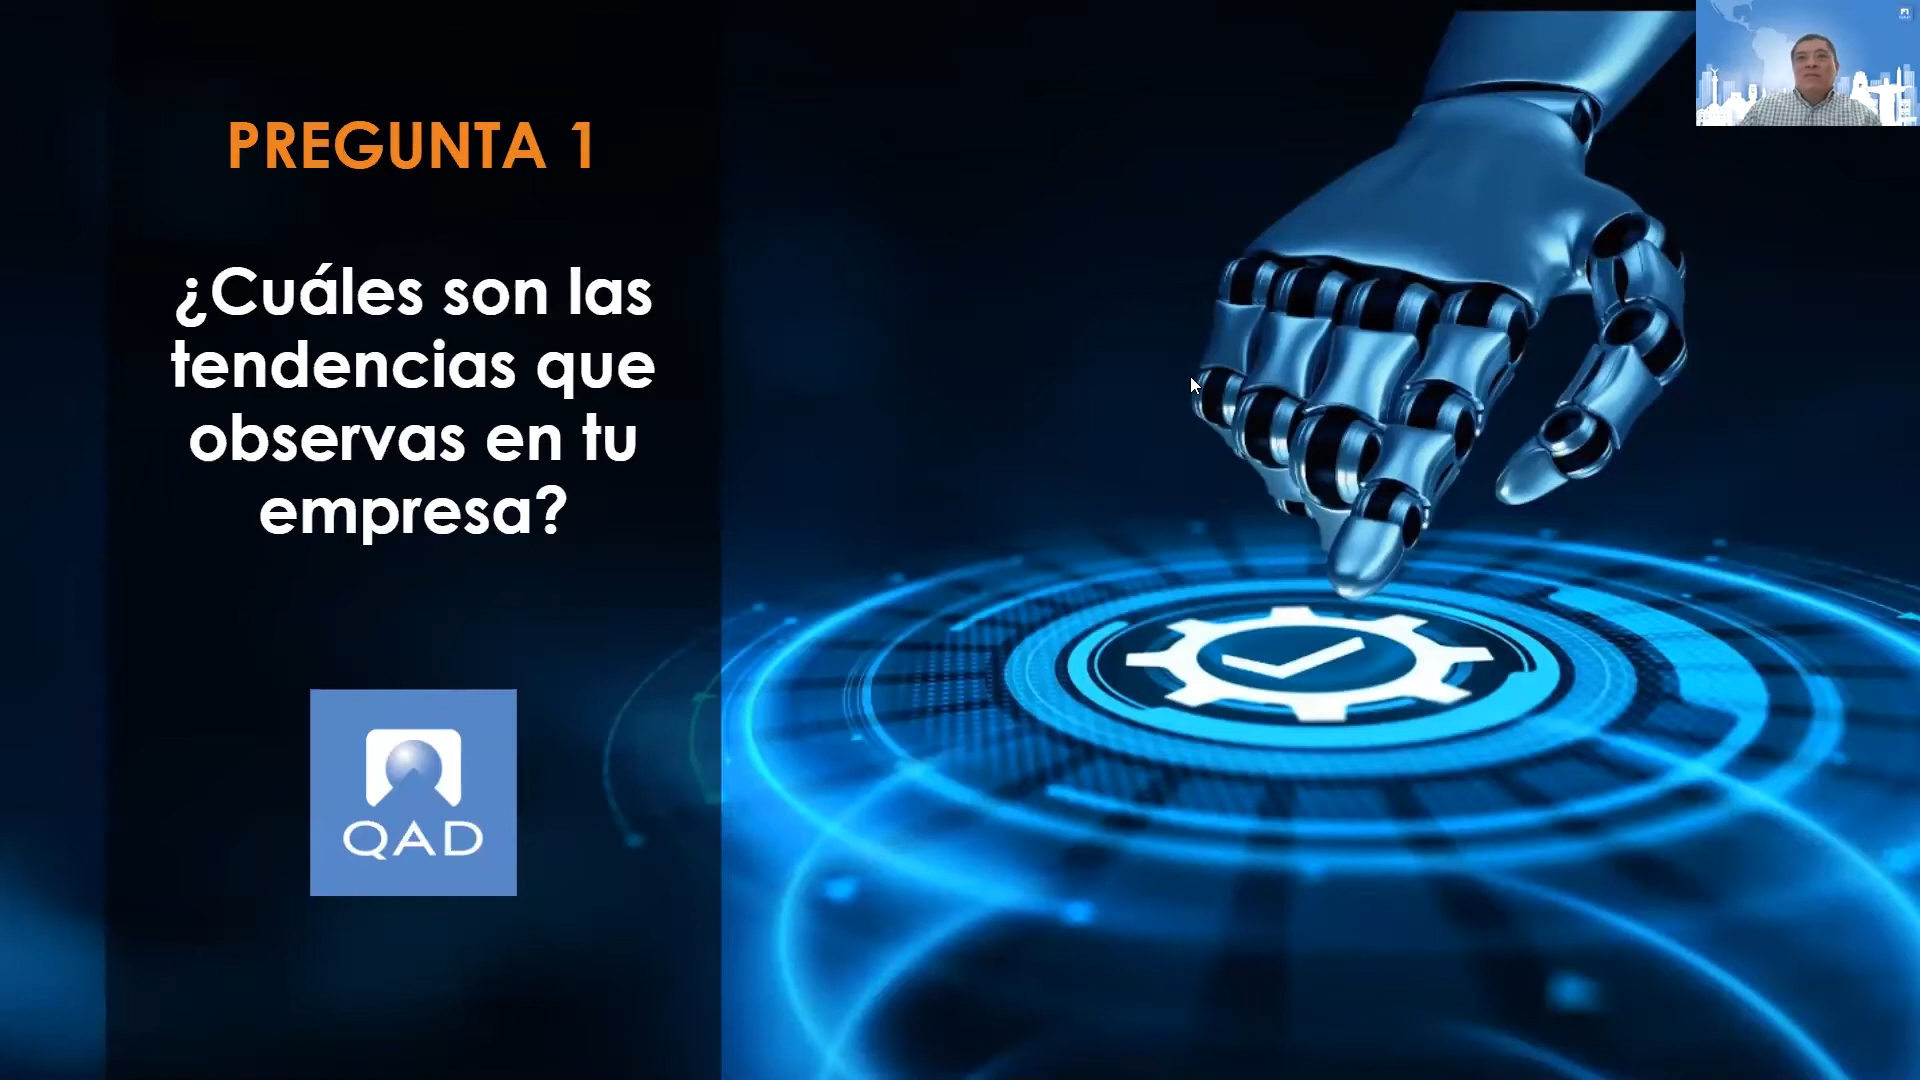 PREGUNTA 1
¿Cuáles son las
tendencias que
observas en tu
empresa?
QAD